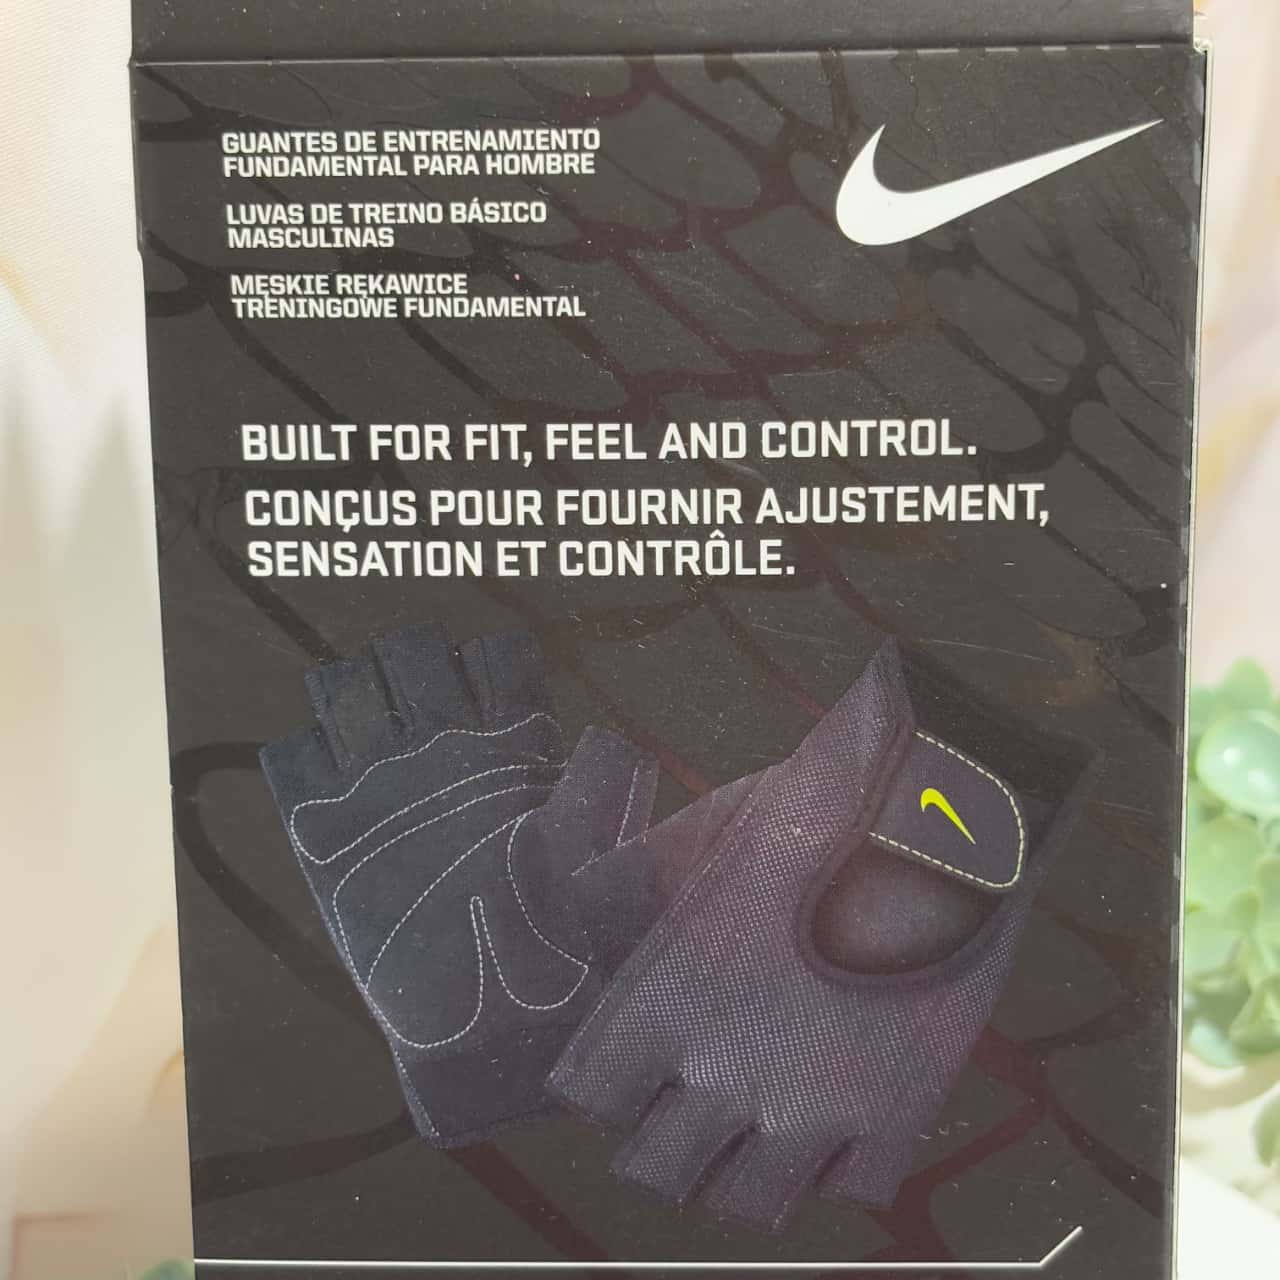 GUANTES DE ENTRENAMIENTO
FUNDAMENTAL PARA HOMBRE
LUVAS DE TREINO BÁSICO
MASCULINAS
MĘSKIE RĘKAWICE
TRENINGOWE FUNDAMENTAL
BUILT FOR FIT, FEEL AND CONTROL.
CONÇUS POUR FOURNIR AJUSTEMENT,
SENSATION ET CONTRÔLE.